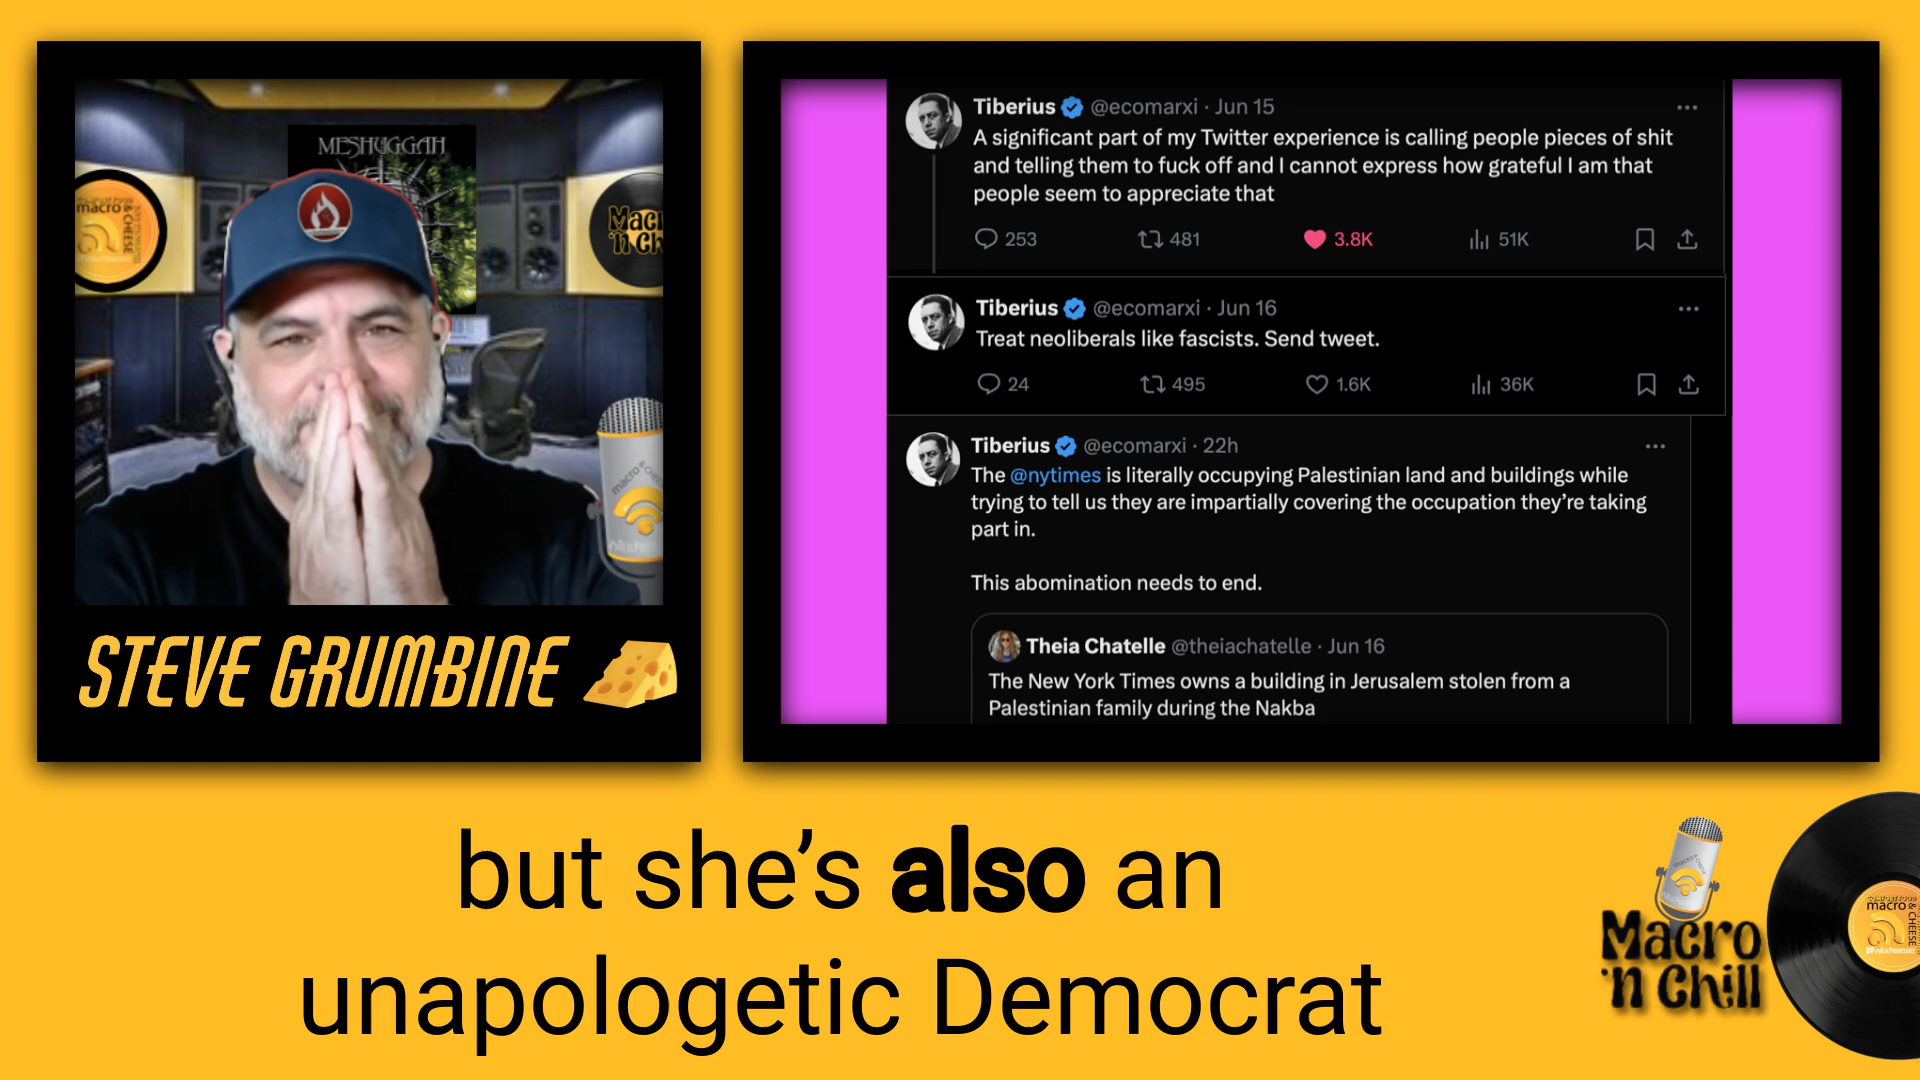 MESHUGGAH
macro
& CHEESE
Macro
'N Ch
macro
STEVE GRUMBINE
Tiberius @ecomarxi · Jun 15
A significant part of my Twitter experience is calling people pieces of shit
and telling them to fuck off and I cannot express how grateful I am that
people seem to appreciate that
253 481 3.8K 51K
Tiberius @ecomarxi · Jun 16
Treat neoliberals like fascists. Send tweet.
24 495 1.6K 36K
Tiberius @ecomarxi · 22h
The @nytimes is literally occupying Palestinian land and buildings while
trying to tell us they are impartially covering the occupation they’re taking
part in.
This abomination needs to end.
Theia Chatelle @theiachatelle · Jun 16
The New York Times owns a building in Jerusalem stolen from a
Palestinian family during the Nakba
but she’s also an
unapologetic Democrat
Macro
'N Chill
macro
& CHEESE